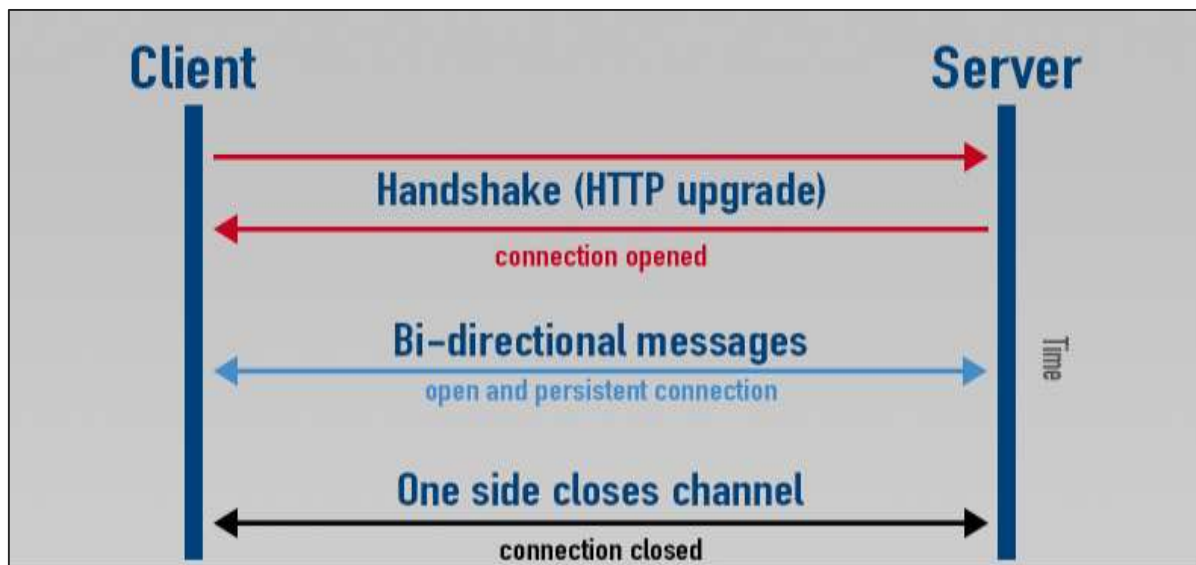 Client
Server
Handshake (HTTP upgrade)
connection opened
Bi-directional messages
open and persistent connection
Time
One side closes channel
connection closed